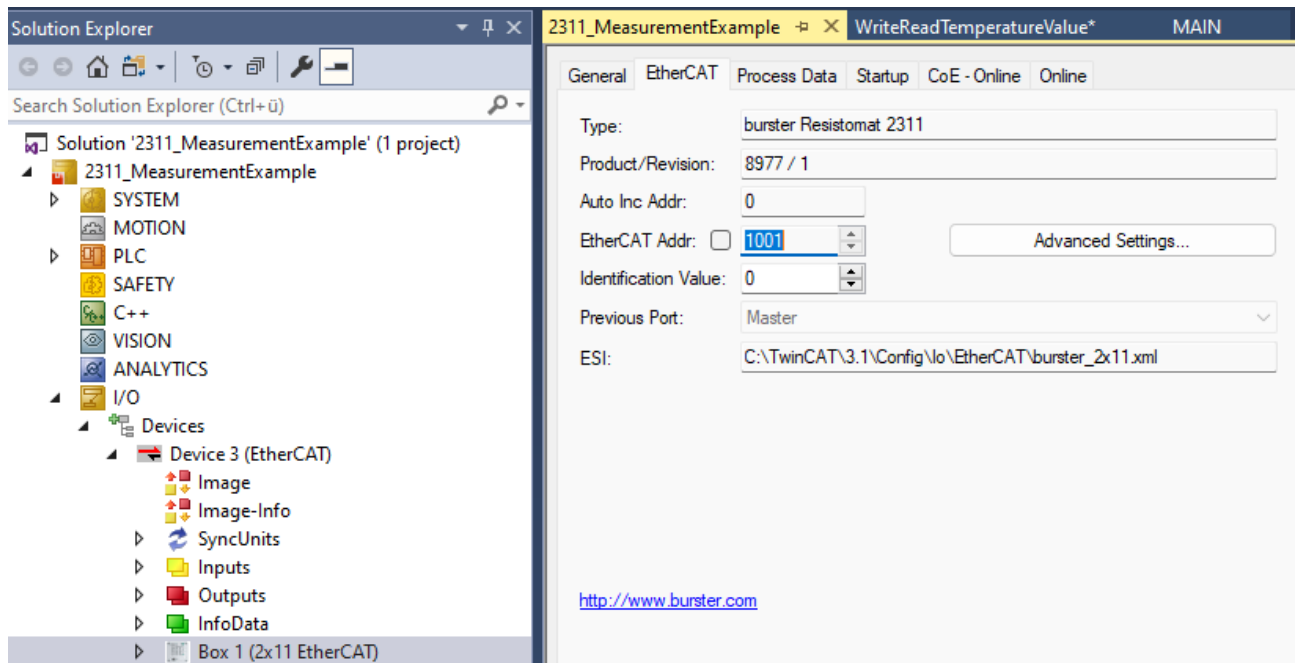 Solution Explorer
Search Solution Explorer (Ctrl+ü)
Solution '2311_MeasurementExample' (1 project)
2311_MeasurementExample
SYSTEM
MOTION
PLC
SAFETY
C++
VISION
ANALYTICS
I/O
Devices
Device 3 (EtherCAT)
Image
Image-Info
SyncUnits
Inputs
Outputs
InfoData
Box 1 (2x11 EtherCAT)
2311_MeasurementExample WriteReadTemperatureValue* MAIN
General EtherCAT Process Data Startup CoE - Online Online
Type: burster Resistomat 2311
Product/Revision: 8977 / 1
Auto Inc Addr: 0
EtherCAT Addr: 1001 Advanced Settings...
Identification Value: 0
Previous Port: Master
ESI: C:\TwinCAT\3.1\Config\Io\EtherCAT\burster_2x11.xml
http://www.burster.com